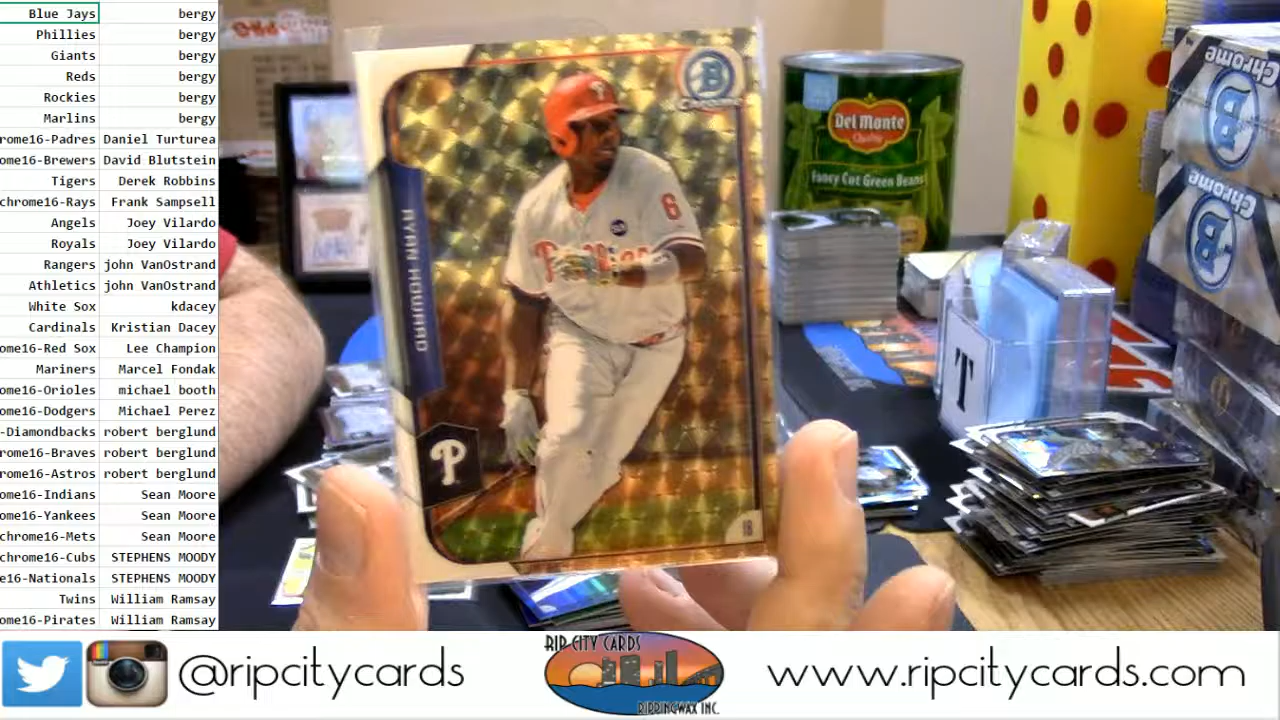 Blue Jays bergy
Phillies bergy
Giants bergy
Reds bergy
Rockies bergy
Marlins bergy
rome16-Padres Daniel Turturea
ome16-Brewers David Blutstein
Tigers Derek Robbins
chrome16-Rays Frank Sampsell
Angels Joey Vilardo
Royals Joey Vilardo
Rangers john VanOstrand
Athletics john VanOstrand
White Sox kdacey
Cardinals Kristian Dacey
ome16-Red Sox Lee Champion
Mariners Marcel Fondak
ome16-Orioles michael booth
ome16-Dodgers Michael Perez
-Diamondbacks robert berglund
chrome16-Braves robert berglund
chrome16-Astros robert berglund
ome16-Indians Sean Moore
ome16-Yankees Sean Moore
chrome16-Mets Sean Moore
chrome16-Cubs STEPHENS MOODY
e16-Nationals STEPHENS MOODY
Twins William Ramsay
ome16-Pirates William Ramsay
B
CHROME
P
6
Phillies
RYAN HOWARD
P
Del Monte
Quality
Fancy Cut Green Beans
T
Chrome
B
Chrome
B
@ripcitycards
RIP CITY CARDS
RIPPINGWAX INC.
www.ripcitycards.com